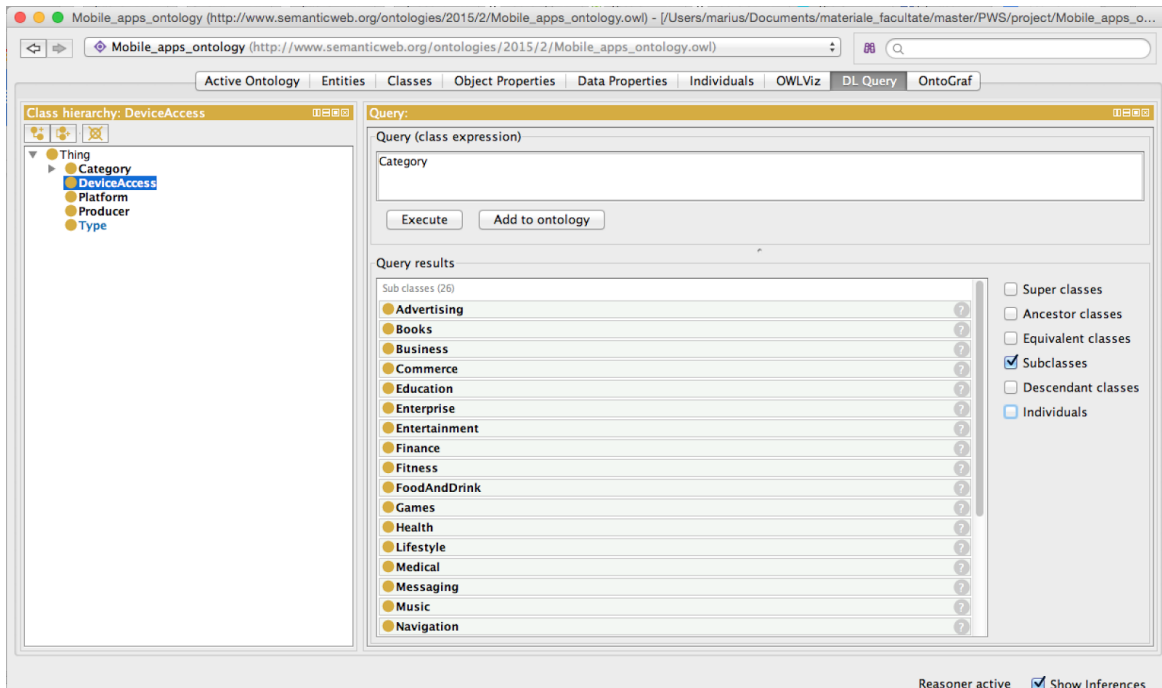 Mobile_apps_ontology (http://www.semanticweb.org/ontologies/2015/2/Mobile_apps_ontology.owl) - [/Users/marius/Documents/materiale_facultate/master/PWS/project/Mobile_apps_o...
Mobile_apps_ontology (http://www.semanticweb.org/ontologies/2015/2/Mobile_apps_ontology.owl)
Active Ontology Entities Classes Object Properties Data Properties Individuals OWLViz DL Query OntoGraf
Class hierarchy: DeviceAccess
Thing
Category
DeviceAccess
Platform
Producer
Type
Query:
Query (class expression)
Category
Execute Add to ontology
Query results
Sub classes (26)
Advertising
Books
Business
Commerce
Education
Enterprise
Entertainment
Finance
Fitness
FoodAndDrink
Games
Health
Lifestyle
Medical
Messaging
Music
Navigation
Super classes
Ancestor classes
Equivalent classes
Subclasses
Descendant classes
Individuals
Reasoner active Show Inferences